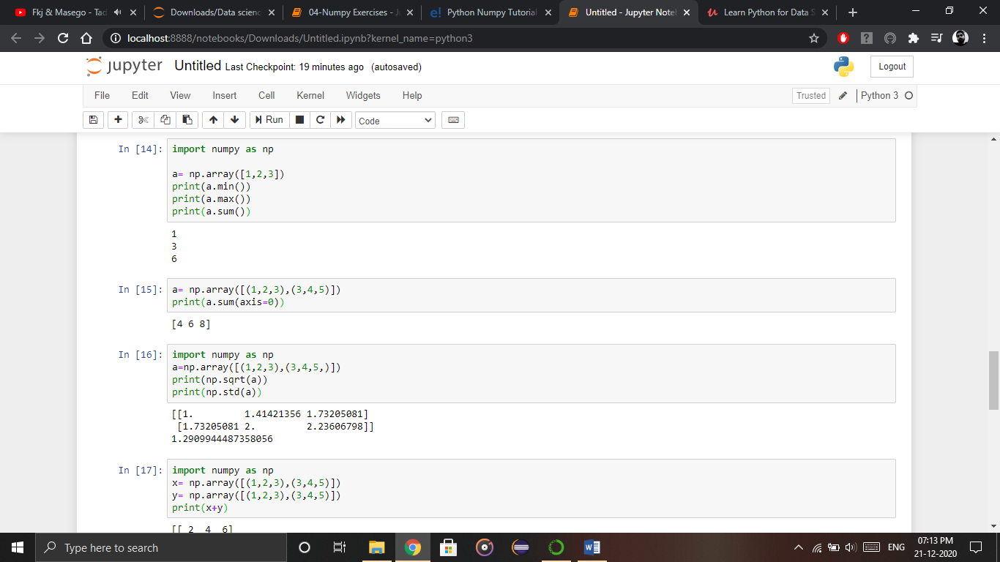 Fkj & Masego - Tad
Downloads/Data scienc
04-Numpy Exercises - J
Python Numpy Tutorial
Untitled - Jupyter Note
Learn Python for Data S
localhost:8888/notebooks/Downloads/Untitled.ipynb?kernel_name=python3
jupyter Untitled Last Checkpoint: 19 minutes ago (autosaved)
Logout
File Edit View Insert Cell Kernel Widgets Help
Trusted
Python 3
Run
Code
In [14]: import numpy as np
a= np.array([1,2,3])
print(a.min())
print(a.max())
print(a.sum())
1
3
6
In [15]: a= np.array([(1,2,3),(3,4,5)])
print(a.sum(axis=0))
[4 6 8]
In [16]: import numpy as np
a=np.array([(1,2,3),(3,4,5,)])
print(np.sqrt(a))
print(np.std(a))
[[1.         1.41421356 1.73205081]
 [1.73205081 2.         2.23606798]]
1.2909944487358056
In [17]: import numpy as np
x= np.array([(1,2,3),(3,4,5)])
y= np.array([(1,2,3),(3,4,5)])
print(x+y)
[[ 2  4  6]
Type here to search
ENG
07:13 PM
21-12-2020